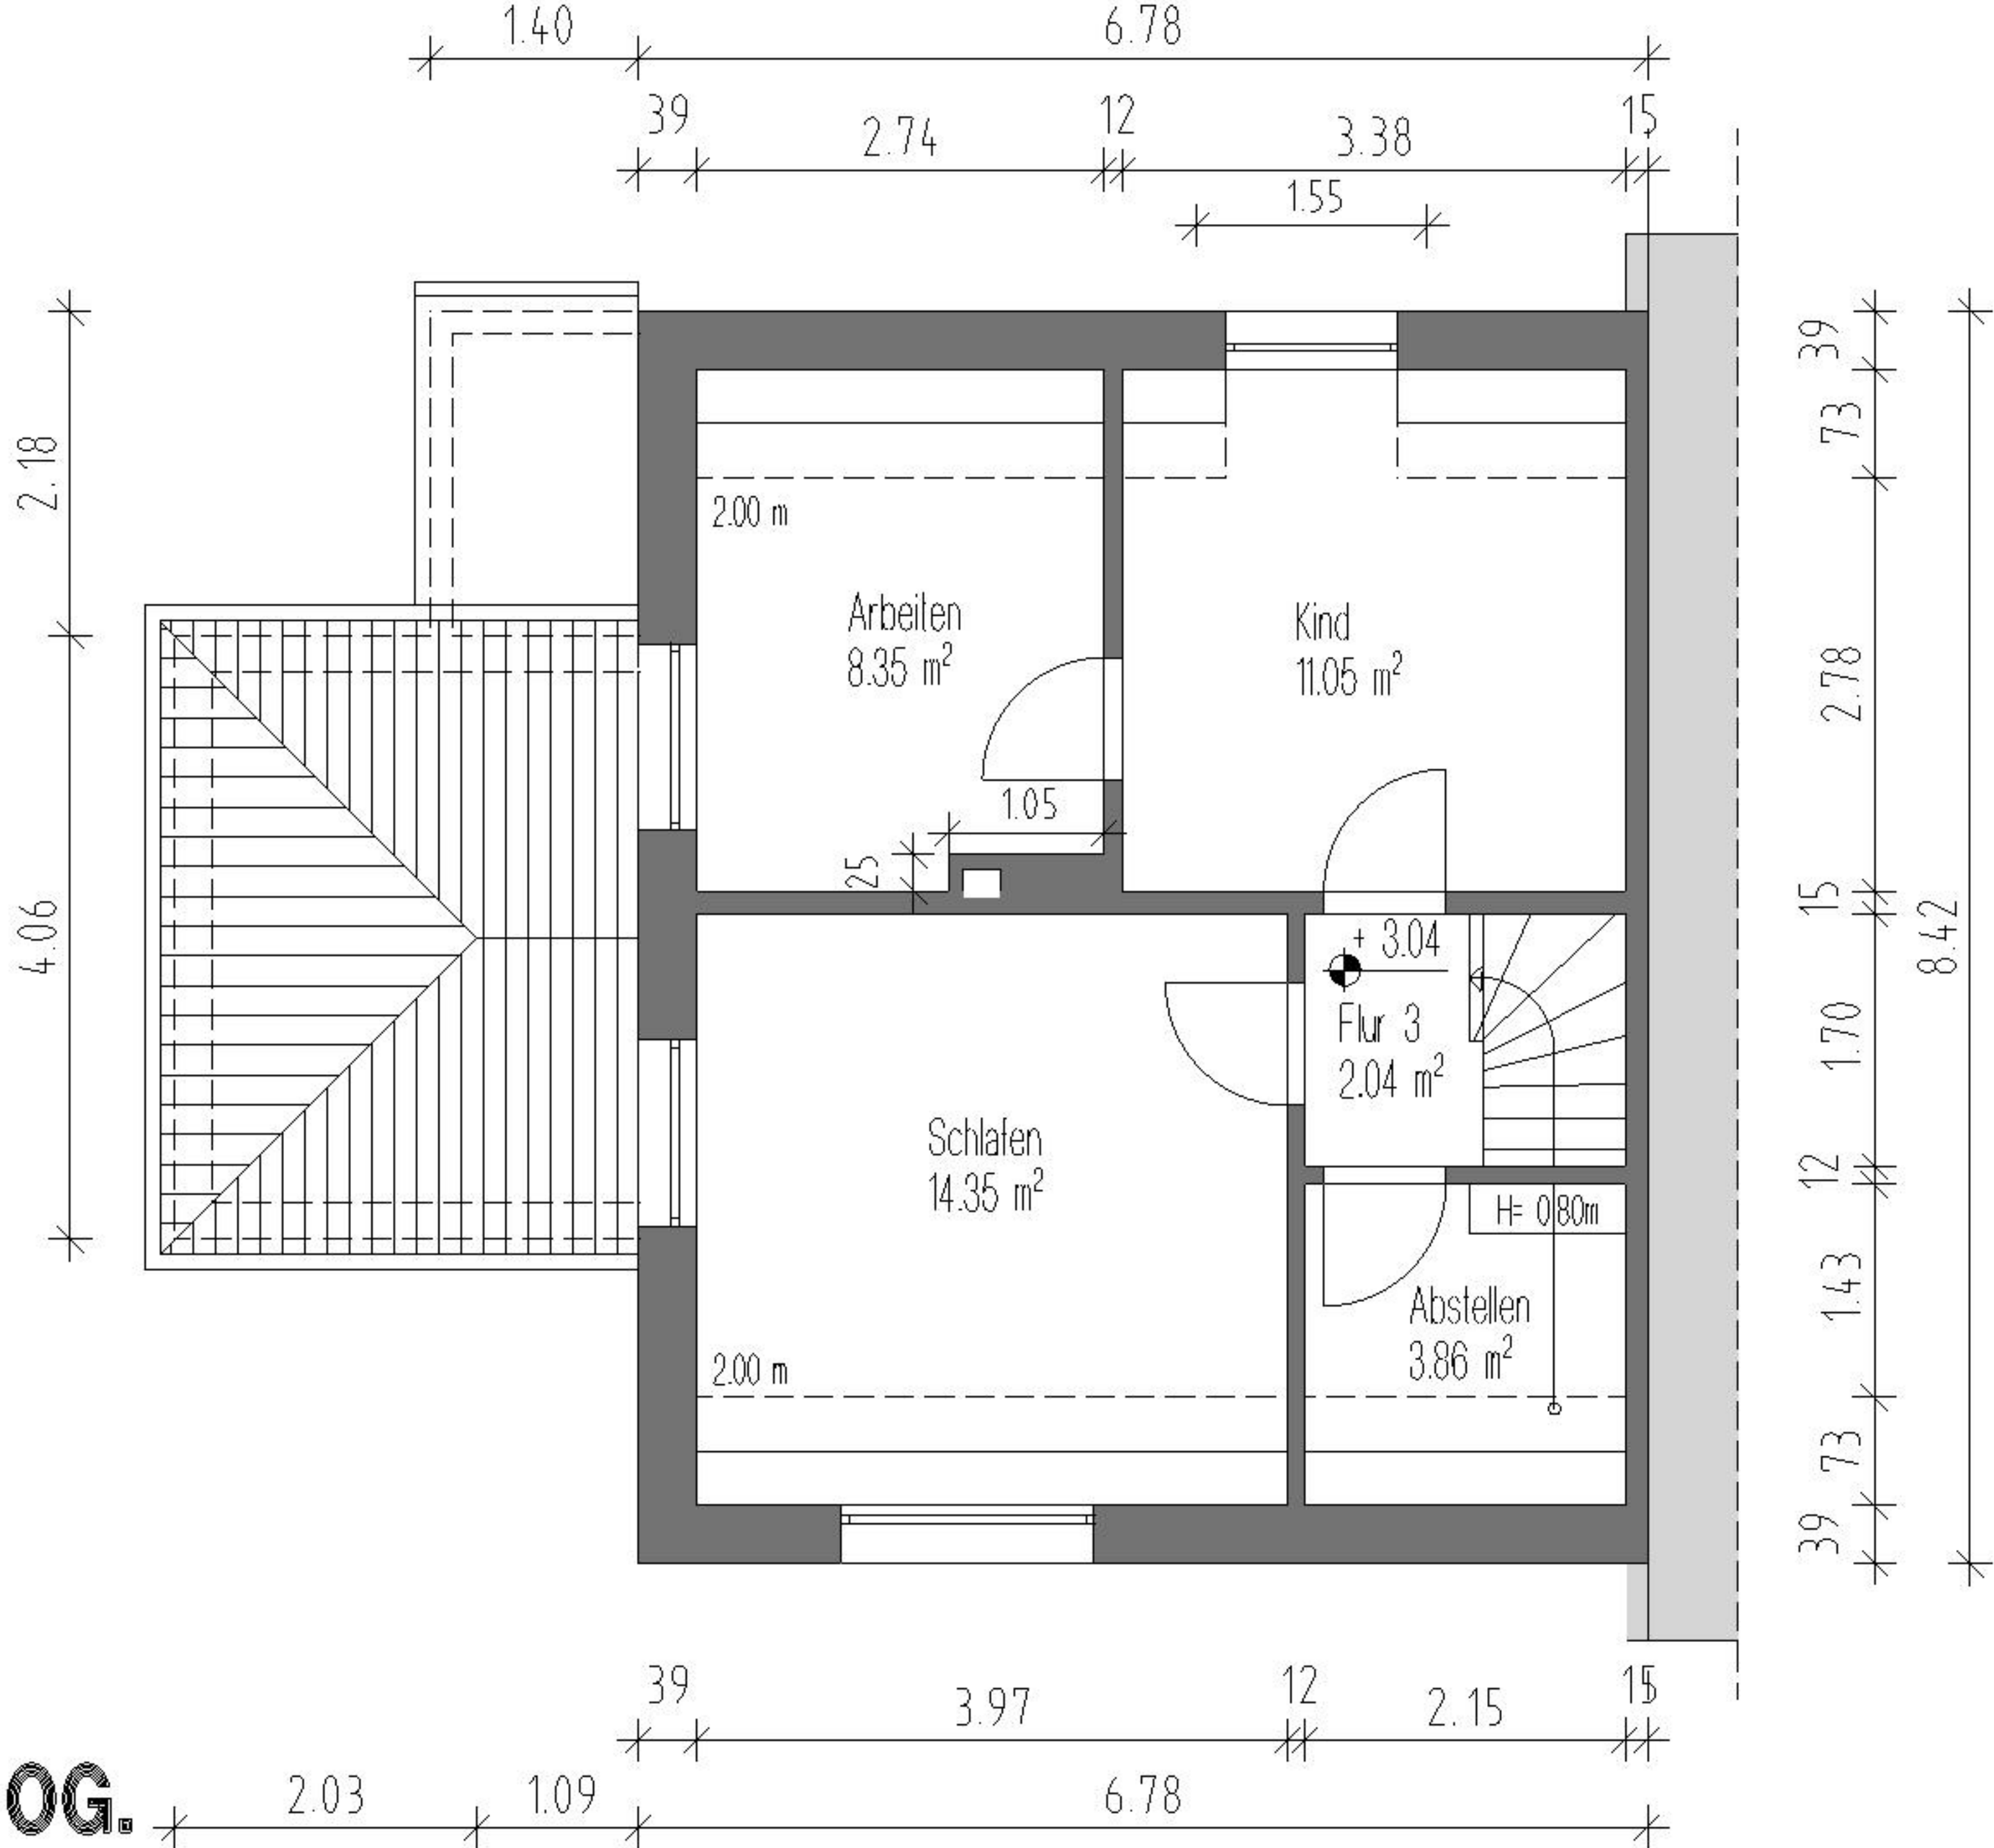 1.40
6.78
39
2.74
12
3.38
15
1.55
39
73
2.18
2.00 m
Arbeiten
8.35 m²
Kind
11.05 m²
2.78
1.05
25
15
4.06
8.42
+ 3.04
Flur 3
2.04 m²
1.70
Schlafen
14.35 m²
12
H= 0.80m
1.43
Abstellen
3.86 m²
2.00 m
73
39
39
3.97
12
2.15
15
OG.
2.03
1.09
6.78